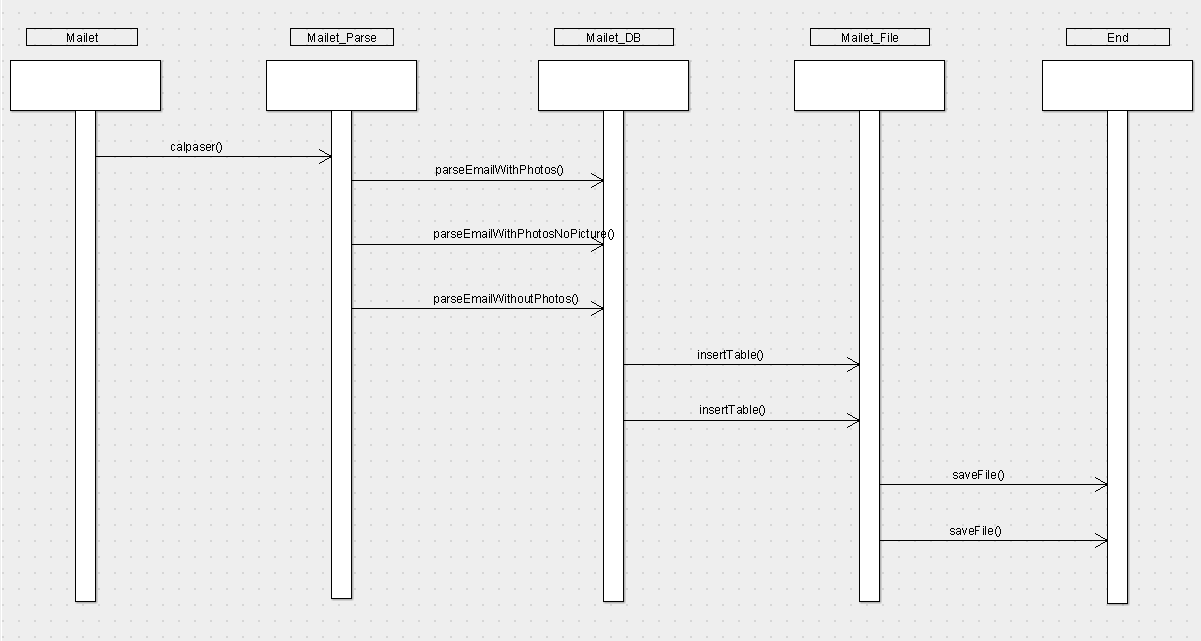 Mailet
Mailet_Parse
Mailet_DB
Mailet_File
End
calpaser()
parseEmailWithPhotos()
parseEmailWithPhotosNoPicture()
parseEmailWithoutPhotos()
insertTable()
insertTable()
saveFile()
saveFile()